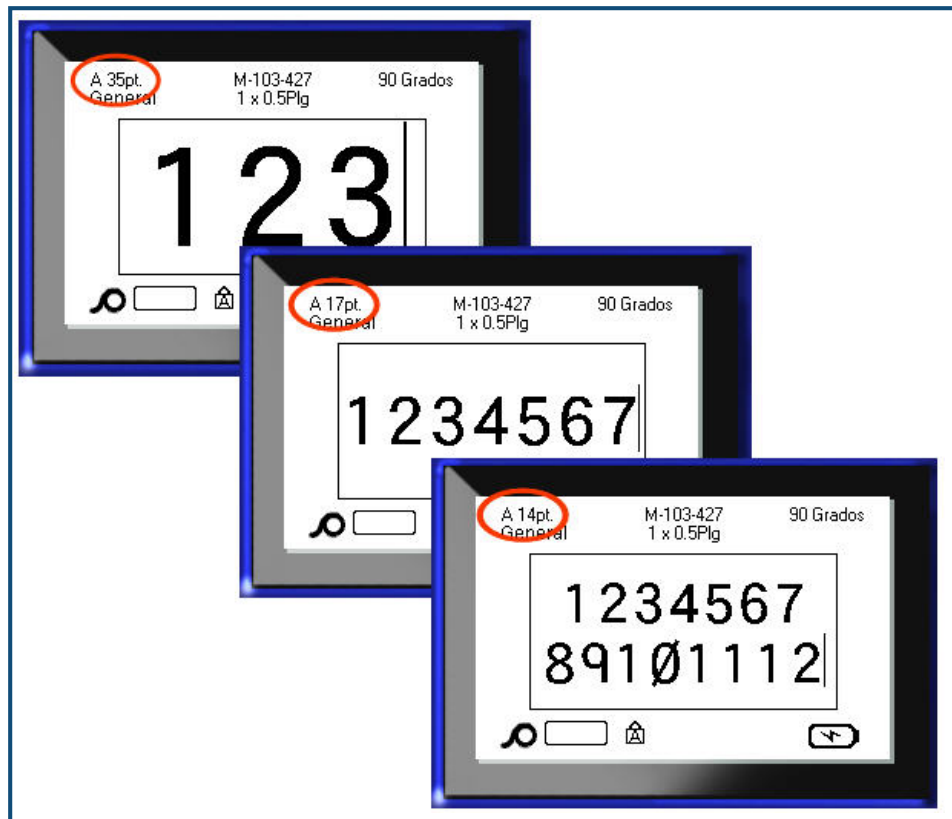 A 35pt. M-103-427 90 Grados
General 1 x 0.5Plg
123
A
A 17pt. M-103-427 90 Grados
General 1 x 0.5Plg
1234567
A 14pt. M-103-427 90 Grados
General 1 x 0.5Plg
1234567
891Ø1112
A